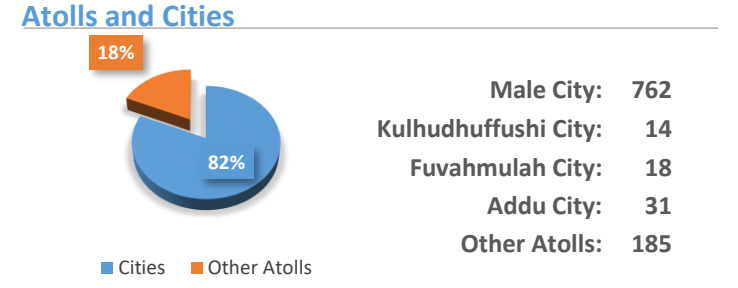 Atolls and Cities
18%
82%
Cities Other Atolls
Male City: 762
Kulhudhuffushi City: 14
Fuvahmulah City: 18
Addu City: 31
Other Atolls: 185